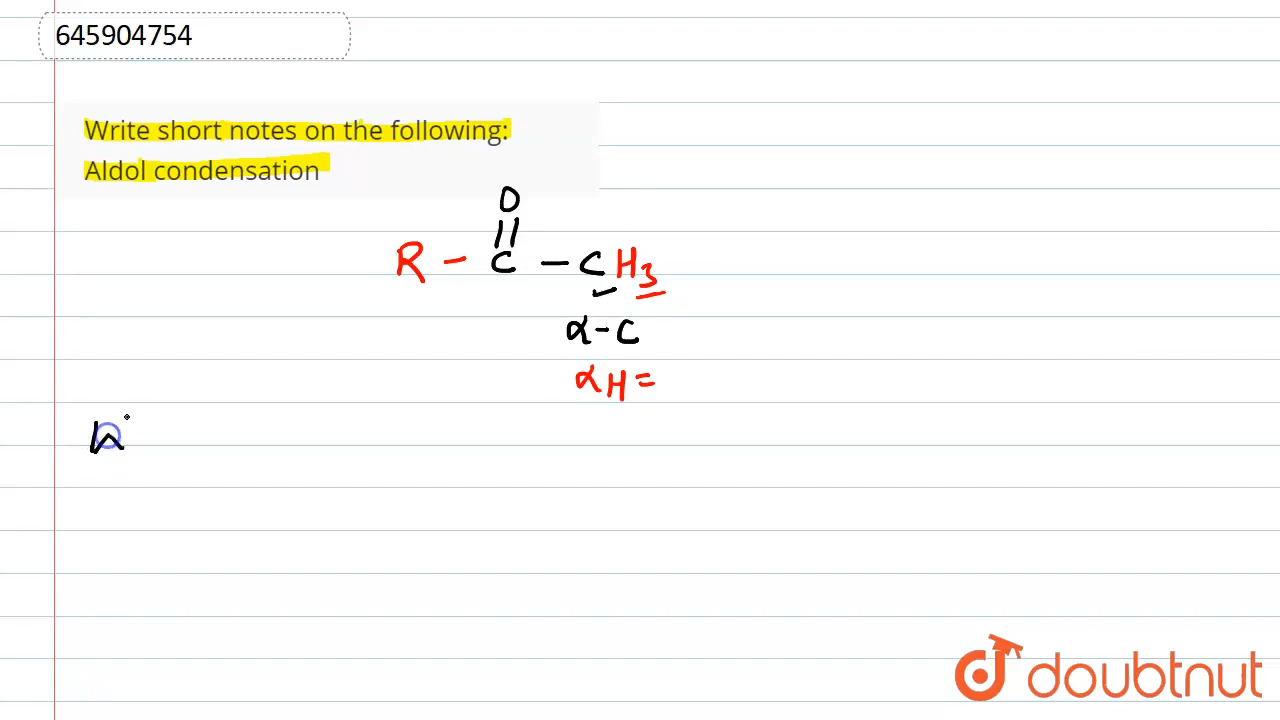 645904754
Write short notes on the following:
Aldol condensation
O
||
R - C - CH3
α-C
αH=
doubtnut